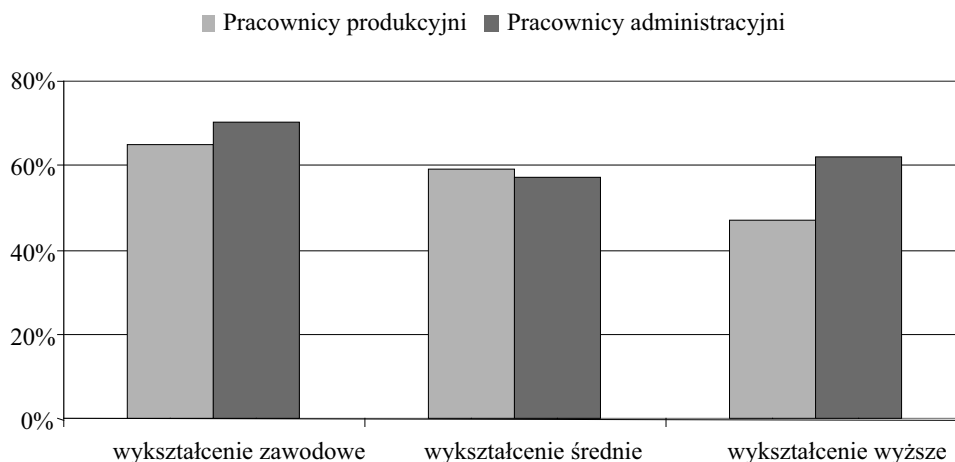 Pracownicy produkcyjni Pracownicy administracyjni
80%
60%
40%
20%
0%
wykształcenie zawodowe wykształcenie średnie wykształcenie wyższe